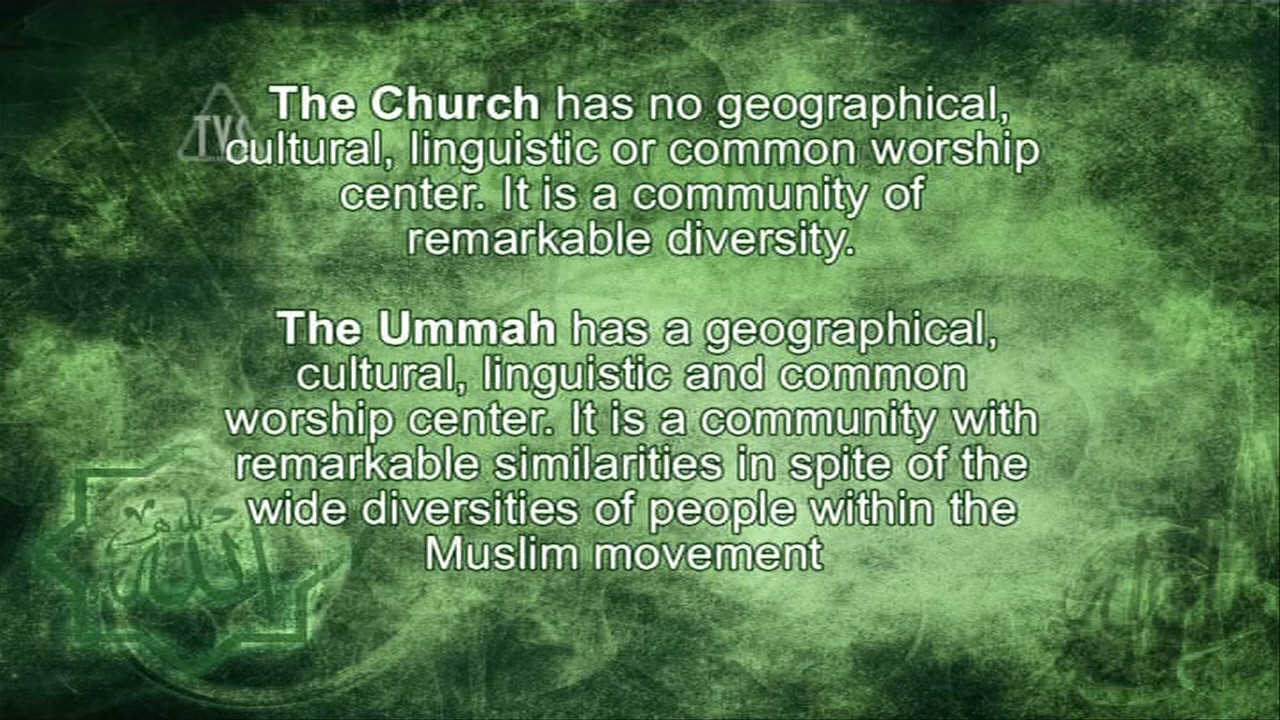 The Church has no geographical,
TVS
cultural, linguistic or common worship
center. It is a community of
remarkable diversity.
The Ummah has a geographical,
cultural, linguistic and common
worship center. It is a community with
remarkable similarities in spite of the
wide diversities of people within the
Muslim movement
الله